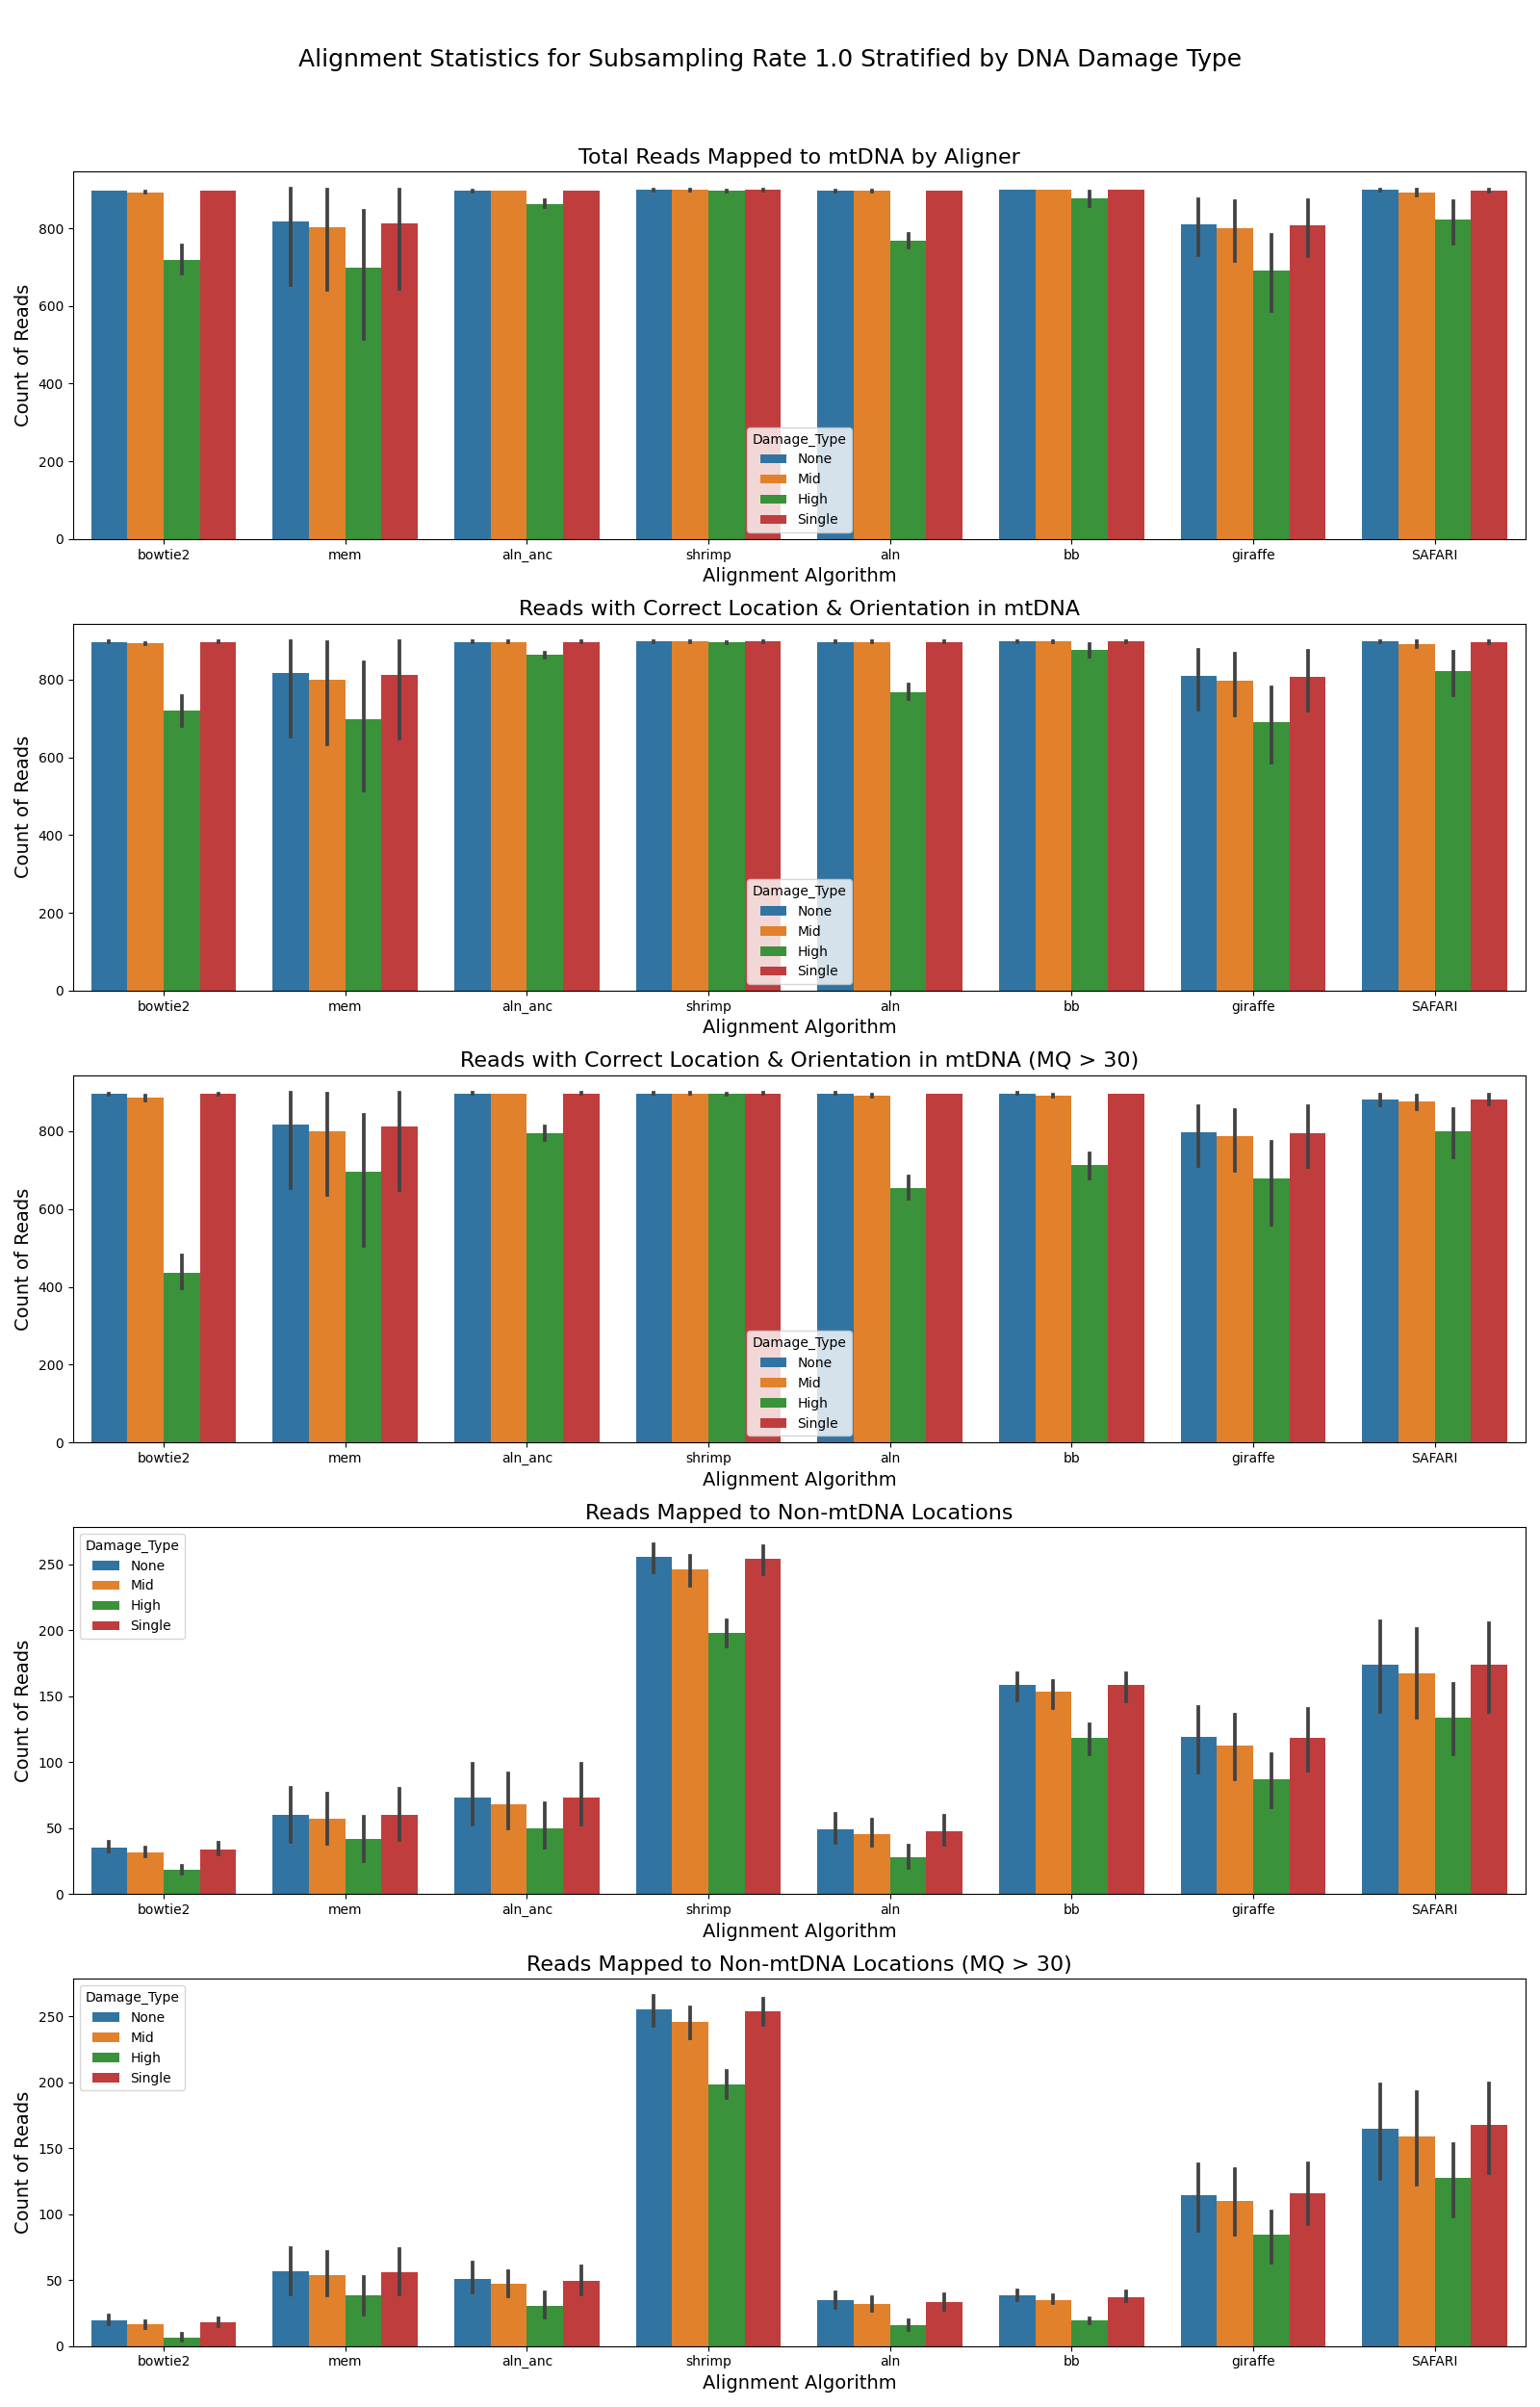 Alignment Statistics for Subsampling Rate 1.0 Stratified by DNA Damage Type
Total Reads Mapped to mtDNA by Aligner
Count of Reads
800
600
400
200
0
Damage_Type
None
Mid
High
Single
bowtie2 mem aln_anc shrimp aln bb giraffe SAFARI
Alignment Algorithm
Reads with Correct Location & Orientation in mtDNA
Count of Reads
800
600
400
200
0
Damage_Type
None
Mid
High
Single
bowtie2 mem aln_anc shrimp aln bb giraffe SAFARI
Alignment Algorithm
Reads with Correct Location & Orientation in mtDNA (MQ > 30)
Count of Reads
800
600
400
200
0
Damage_Type
None
Mid
High
Single
bowtie2 mem aln_anc shrimp aln bb giraffe SAFARI
Alignment Algorithm
Reads Mapped to Non-mtDNA Locations
Count of Reads
250
200
150
100
50
0
Damage_Type
None
Mid
High
Single
bowtie2 mem aln_anc shrimp aln bb giraffe SAFARI
Alignment Algorithm
Reads Mapped to Non-mtDNA Locations (MQ > 30)
Count of Reads
250
200
150
100
50
0
Damage_Type
None
Mid
High
Single
bowtie2 mem aln_anc shrimp aln bb giraffe SAFARI
Alignment Algorithm